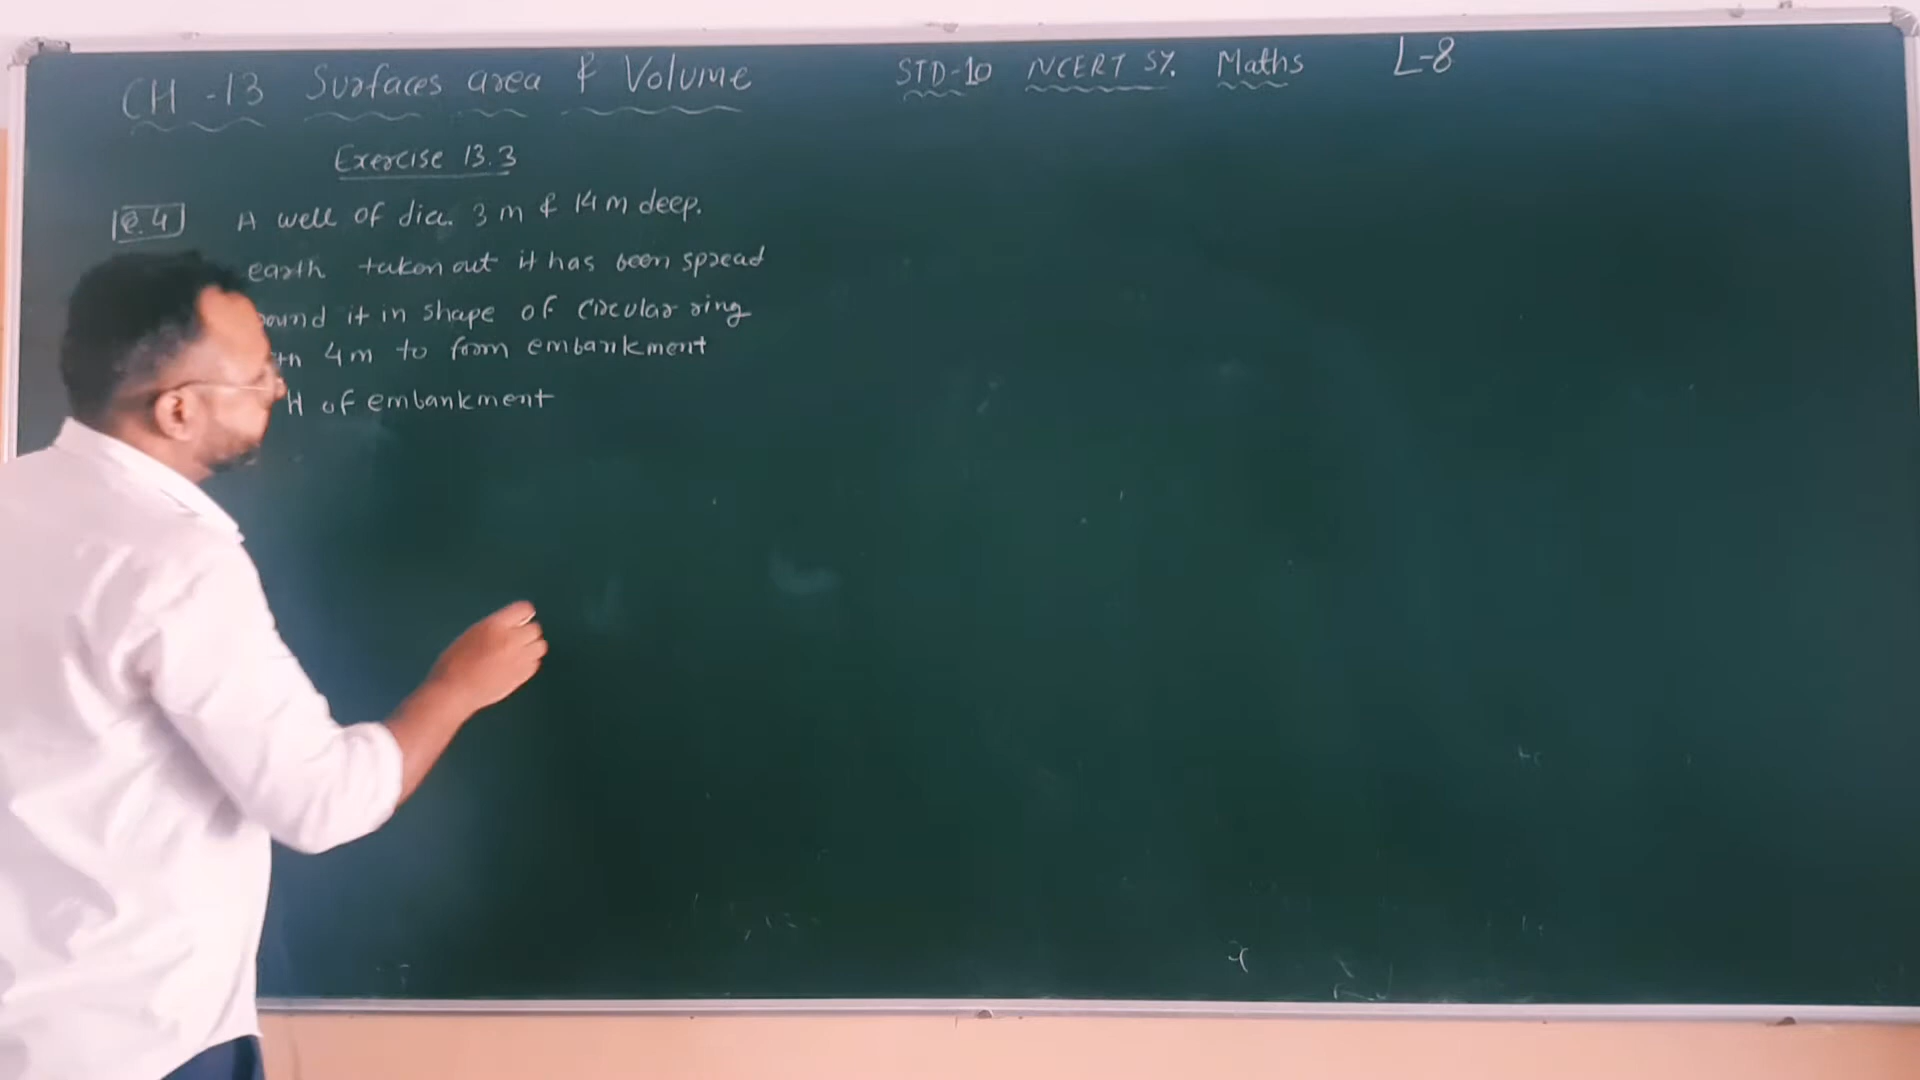 CH -13 Surfaces area & Volume STD-10 NCERT SY. Maths L-8
Exercise 13.3
Q.4 A well of dia. 3 m & 14 m deep.
earth taken out it has been spread
it in shape of circular ring
4m to form embankment
H of embankment